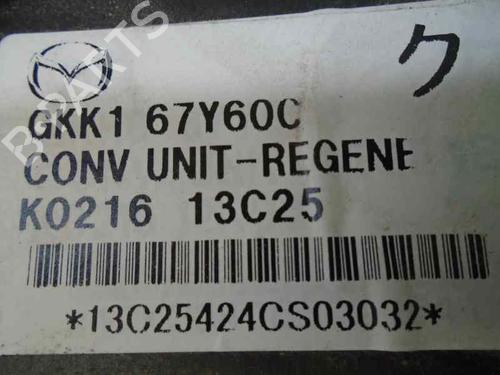 ク
GKK1 67Y60C
CONV UNIT-REGENE
K0216 13C25
*13C25424CS03032*
B PARTS